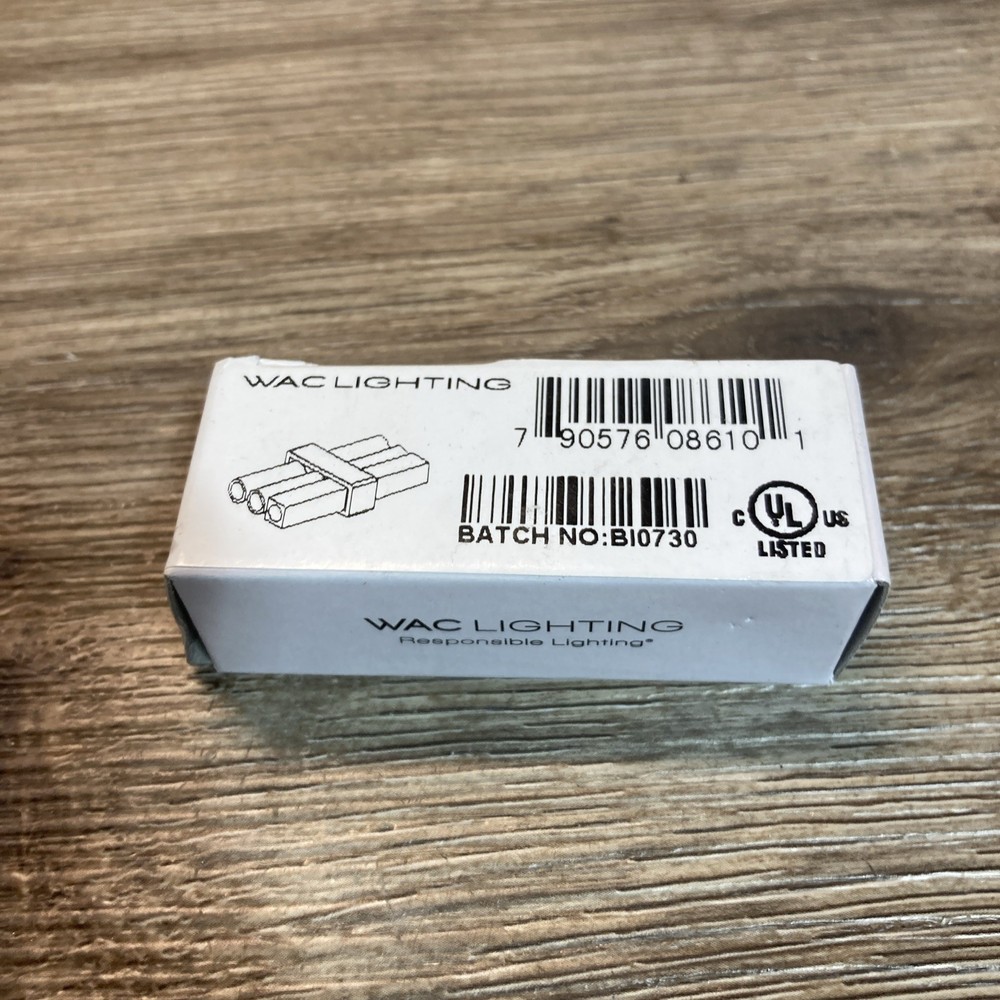 WAC LIGHTING
7 90576 08610 1
BATCH NO:BI0730
C UL US
LISTED
WAC LIGHTING
Responsible Lighting®